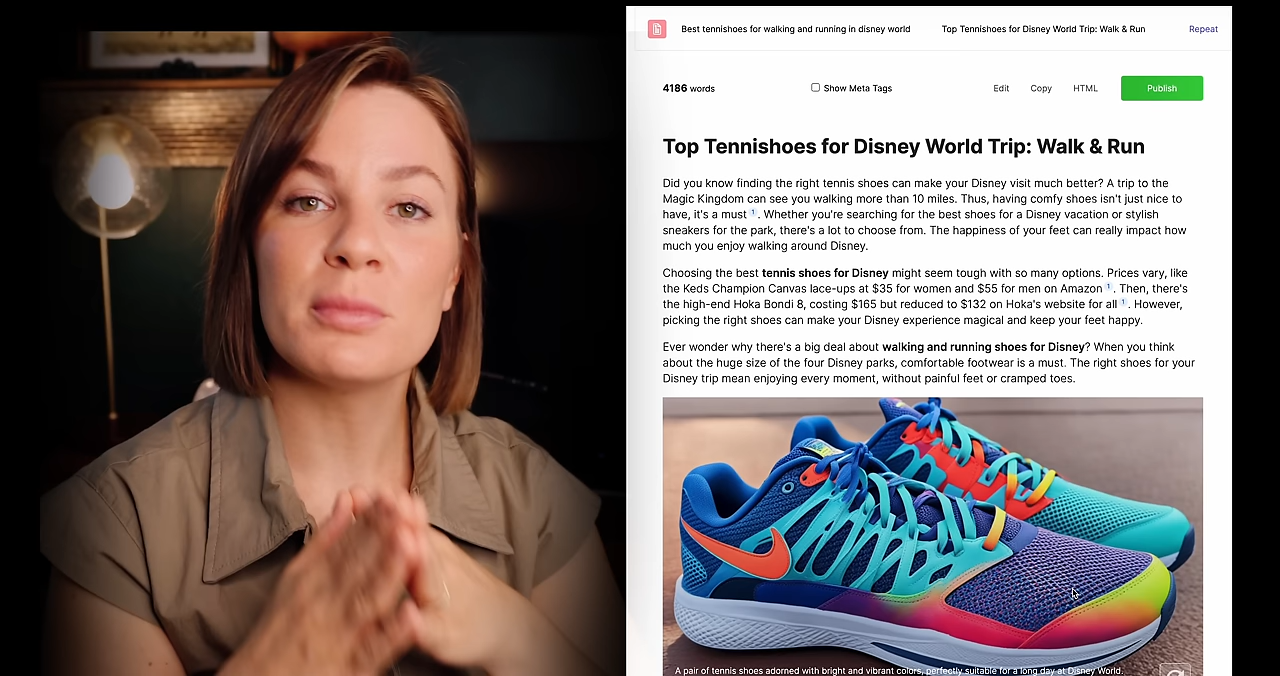 Best tennishoes for walking and running in disney world
Top Tennishoes for Disney World Trip: Walk & Run
Repeat
4186 words
Show Meta Tags
Edit
Copy
HTML
Publish
Top Tennishoes for Disney World Trip: Walk & Run
Did you know finding the right tennis shoes can make your Disney visit much better? A trip to the
Magic Kingdom can see you walking more than 10 miles. Thus, having comfy shoes isn't just nice to
have, it's a must 1. Whether you're searching for the best shoes for a Disney vacation or stylish
sneakers for the park, there's a lot to choose from. The happiness of your feet can really impact how
much you enjoy walking around Disney.
Choosing the best tennis shoes for Disney might seem tough with so many options. Prices vary, like
the Keds Champion Canvas lace-ups at $35 for women and $55 for men on Amazon 1. Then, there's
the high-end Hoka Bondi 8, costing $165 but reduced to $132 on Hoka's website for all 1. However,
picking the right shoes can make your Disney experience magical and keep your feet happy.
Ever wonder why there's a big deal about walking and running shoes for Disney? When you think
about the huge size of the four Disney parks, comfortable footwear is a must. The right shoes for your
Disney trip mean enjoying every moment, without painful feet or cramped toes.
A pair of tennis shoes adorned with bright and vibrant colors, perfectly suitable for a long day at Disney World.